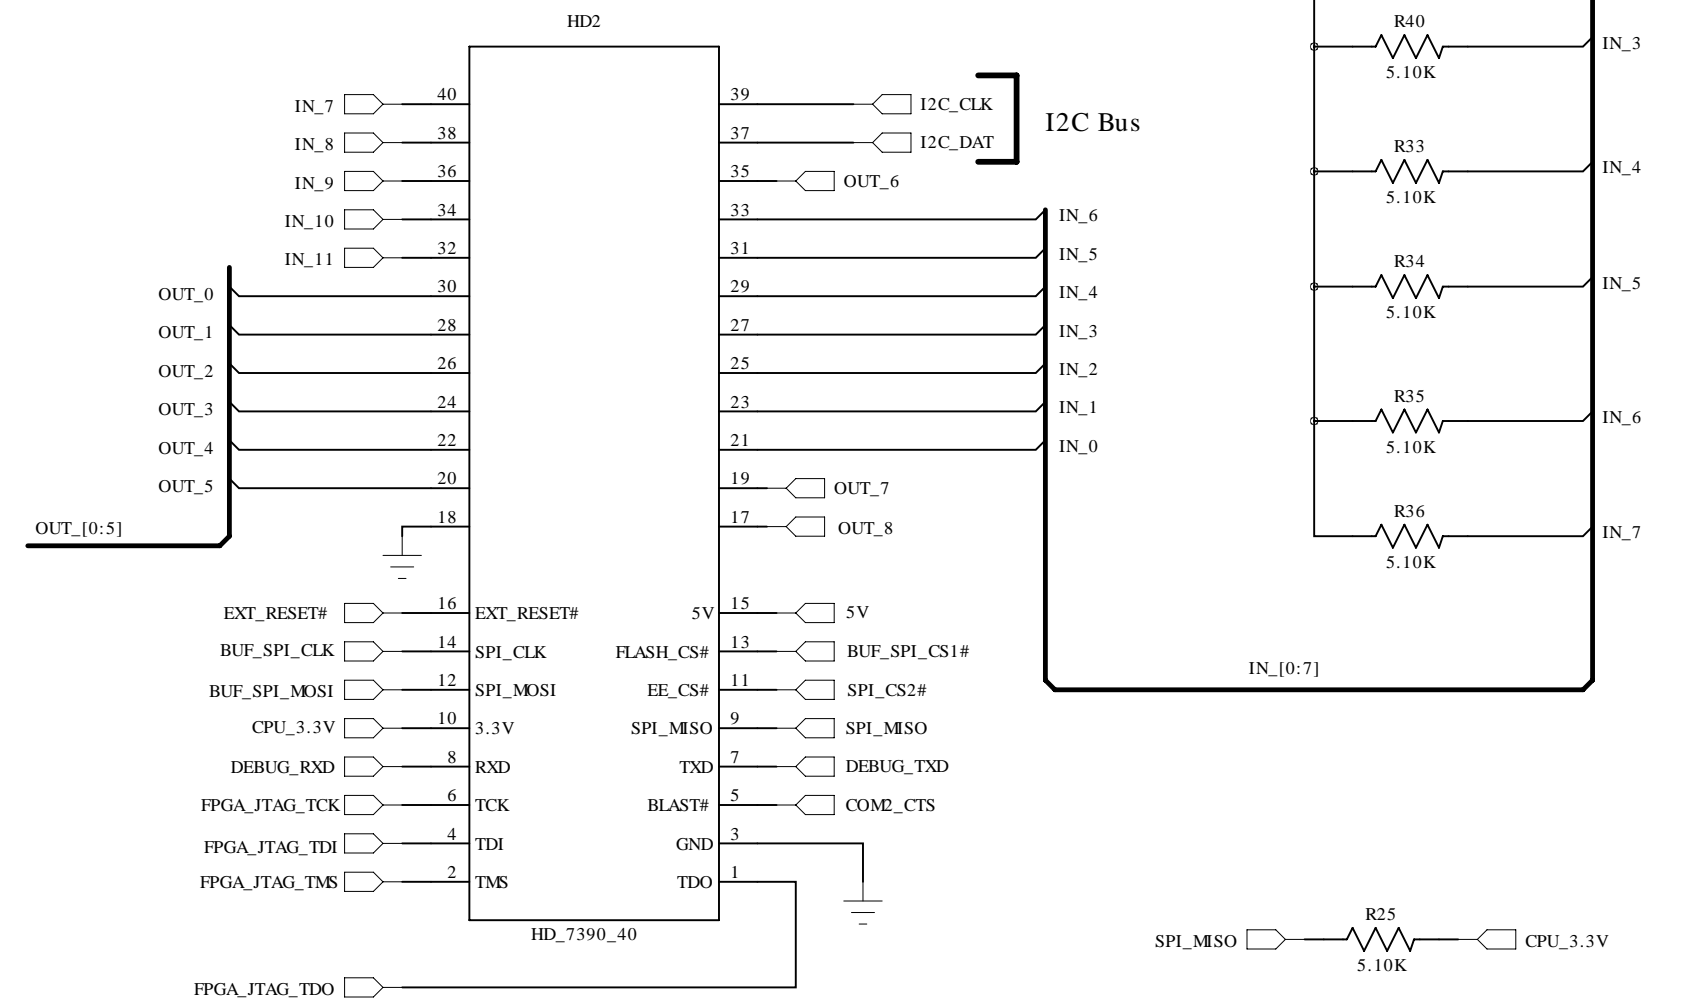 HD2
R40
IN_3
5.10K
IN_7 40 39 I2C_CLK
I2C Bus
IN_8 38 37 I2C_DAT
R33
IN_4
5.10K
IN_9 36 35 OUT_6
IN_10 34 33 IN_6
IN_11 32 31 IN_5
R34
IN_5
5.10K
OUT_0 30 29 IN_4
OUT_1 28 27 IN_3
OUT_2 26 25 IN_2
OUT_3 24 23 IN_1
R35
IN_6
5.10K
OUT_4 22 21 IN_0
OUT_5 20 19 OUT_7
18 17 OUT_8
OUT_[0:5]
R36
IN_7
5.10K
EXT_RESET# 16 EXT_RESET# 5V 15 5V
BUF_SPI_CLK 14 SPI_CLK FLASH_CS# 13 BUF_SPI_CS1#
IN_[0:7]
BUF_SPI_MOSI 12 SPI_MOSI EE_CS# 11 SPI_CS2#
CPU_3.3V 10 3.3V SPI_MISO 9 SPI_MISO
DEBUG_RXD 8 RXD TXD 7 DEBUG_TXD
FPGA_JTAG_TCK 6 TCK BLAST# 5 COM2_CTS
FPGA_JTAG_TDI 4 TDI GND 3
FPGA_JTAG_TMS 2 TMS TDO 1
HD_7390_40
R25
SPI_MISO CPU_3.3V
5.10K
FPGA_JTAG_TDO